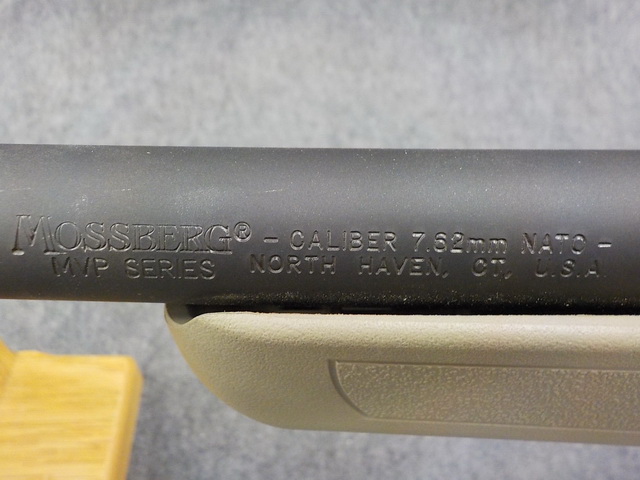 MOSSBERG® - CALIBER 7.62mm NATO -
MVP SERIES NORTH HAVEN, CT, U.S.A.